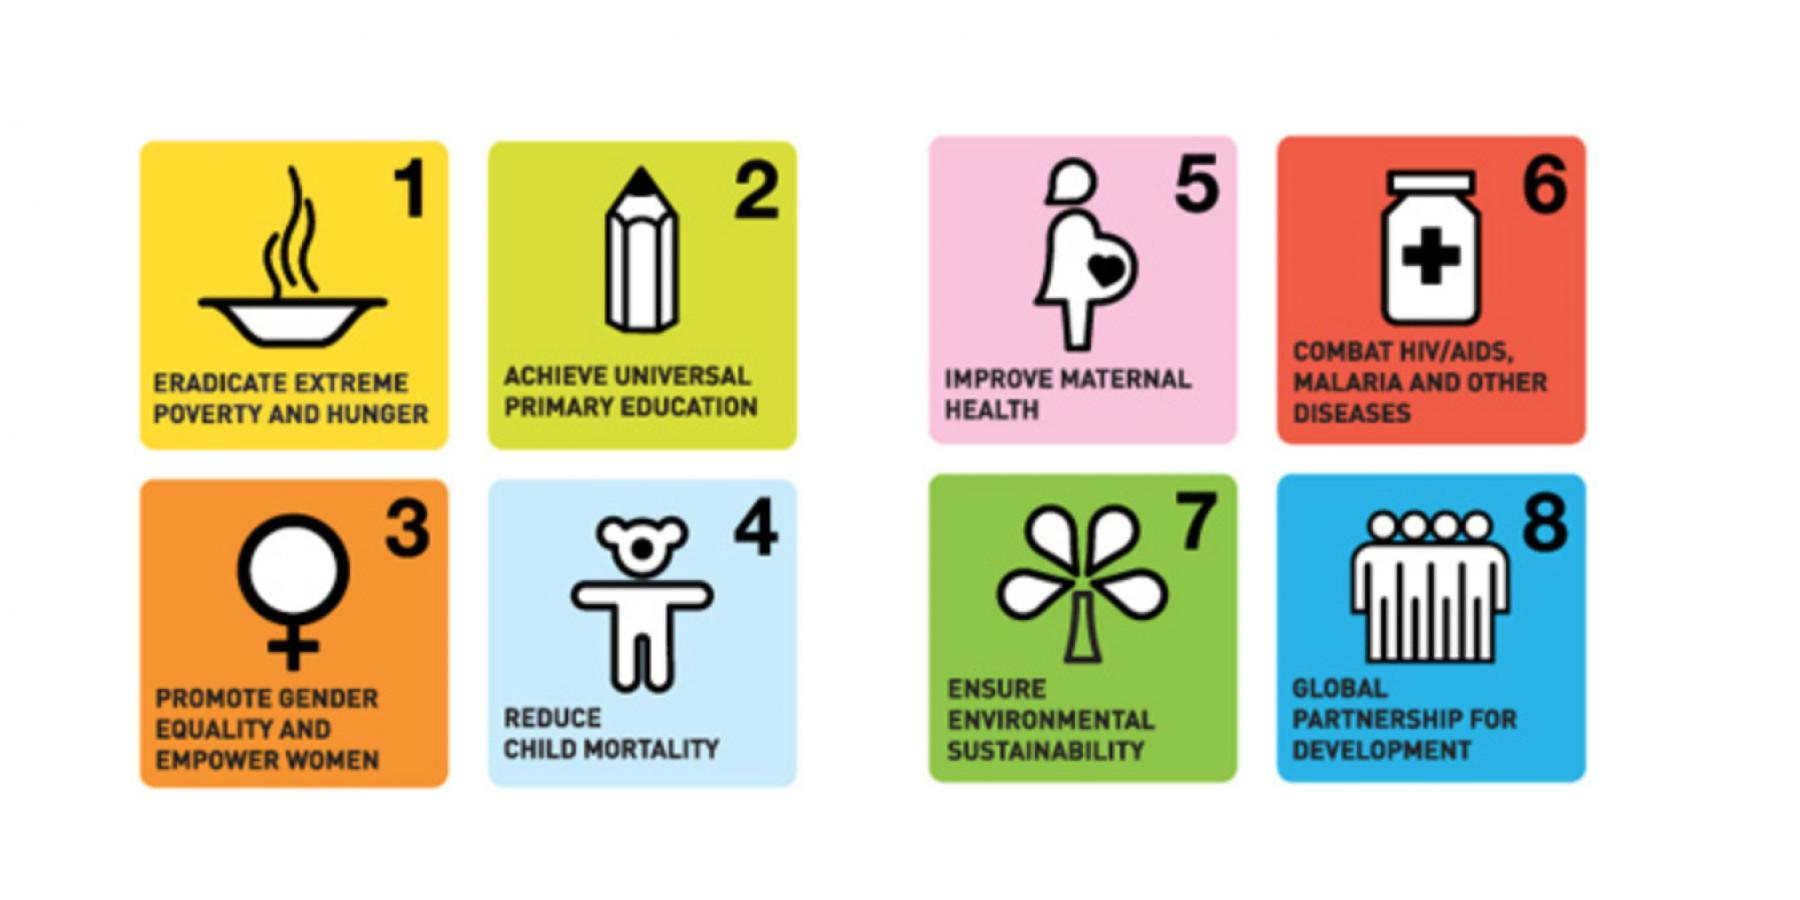 1
ERADICATE EXTREME
POVERTY AND HUNGER
2
ACHIEVE UNIVERSAL
PRIMARY EDUCATION
3
PROMOTE GENDER
EQUALITY AND
EMPOWER WOMEN
4
REDUCE
CHILD MORTALITY
5
IMPROVE MATERNAL
HEALTH
6
COMBAT HIV/AIDS,
MALARIA AND OTHER
DISEASES
7
ENSURE
ENVIRONMENTAL
SUSTAINABILITY
8
GLOBAL
PARTNERSHIP FOR
DEVELOPMENT